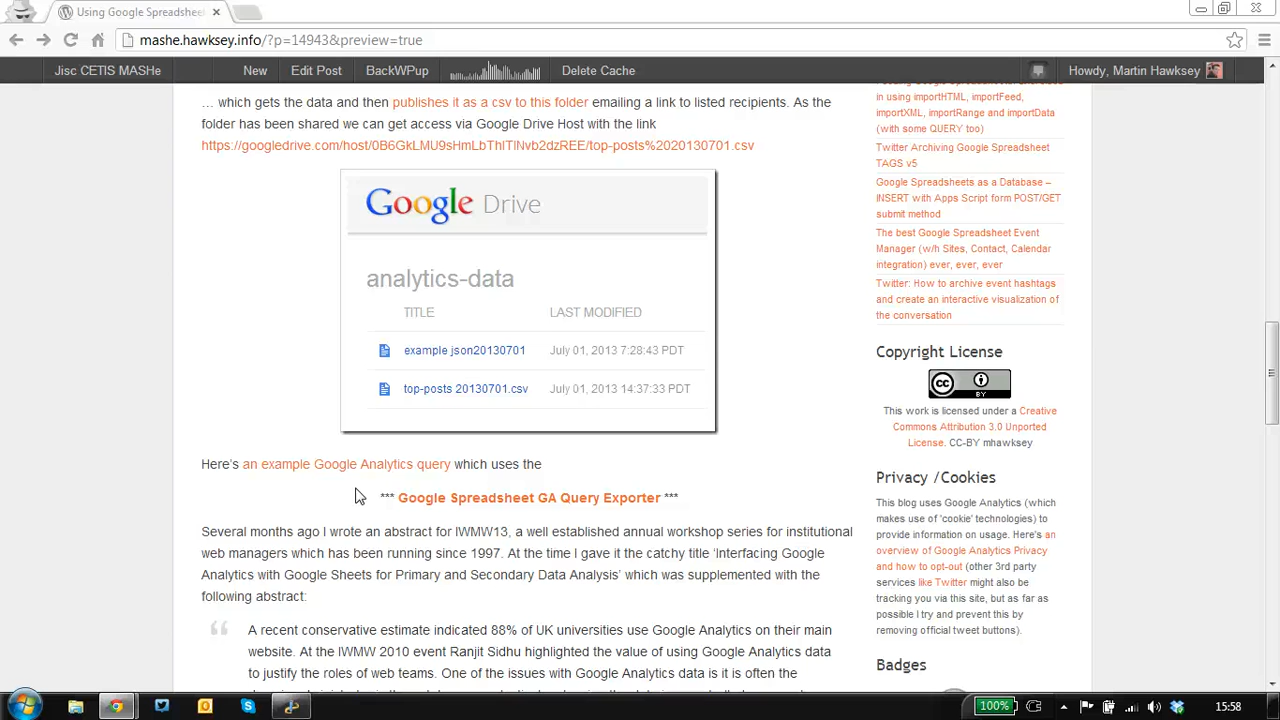 Using Google Spreadsheet
mashe.hawksey.info/?p=14943&preview=true
Jisc CETIS MASHe
New
Edit Post
BackWPup
Delete Cache
Howdy, Martin Hawksey
… which gets the data and then publishes it as a csv to this folder emailing a link to listed recipients. As the
folder has been shared we can get access via Google Drive Host with the link
https://googledrive.com/host/0B6GkLMU9sHmLbThlTlNvb2dzREE/top-posts%2020130701.csv
Google Drive
analytics-data
TITLE LAST MODIFIED
example json20130701 July 01, 2013 7:28:43 PDT
top-posts 20130701.csv July 01, 2013 14:37:33 PDT
Here's an example Google Analytics query which uses the
*** Google Spreadsheet GA Query Exporter ***
Several months ago I wrote an abstract for IWMW13, a well established annual workshop series for institutional
web managers which has been running since 1997. At the time I gave it the catchy title 'Interfacing Google
Analytics with Google Sheets for Primary and Secondary Data Analysis' which was supplemented with the
following abstract:
A recent conservative estimate indicated 88% of UK universities use Google Analytics on their main
website. At the IWMW 2010 event Ranjit Sidhu highlighted the value of using Google Analytics data
to justify the roles of web teams. One of the issues with Google Analytics data is it is often the
in using importHTML, importFeed,
importXML, importRange and importData
(with some QUERY too)
Twitter Archiving Google Spreadsheet
TAGS v5
Google Spreadsheets as a Database –
INSERT with Apps Script form POST/GET
submit method
The best Google Spreadsheet Event
Manager (w/h Sites, Contact, Calendar
integration) ever, ever, ever
Twitter: How to archive event hashtags
and create an interactive visualization of
the conversation
Copyright License
cc
BY
This work is licensed under a Creative
Commons Attribution 3.0 Unported
License. CC-BY mhawksey
Privacy /Cookies
This blog uses Google Analytics (which
makes use of 'cookie' technologies) to
provide information on usage. Here's an
overview of Google Analytics Privacy
and how to opt-out (other 3rd party
services like Twitter might also be
tracking you via this site, but as far as
possible I try and prevent this by
removing official tweet buttons).
Badges
100%
15:58